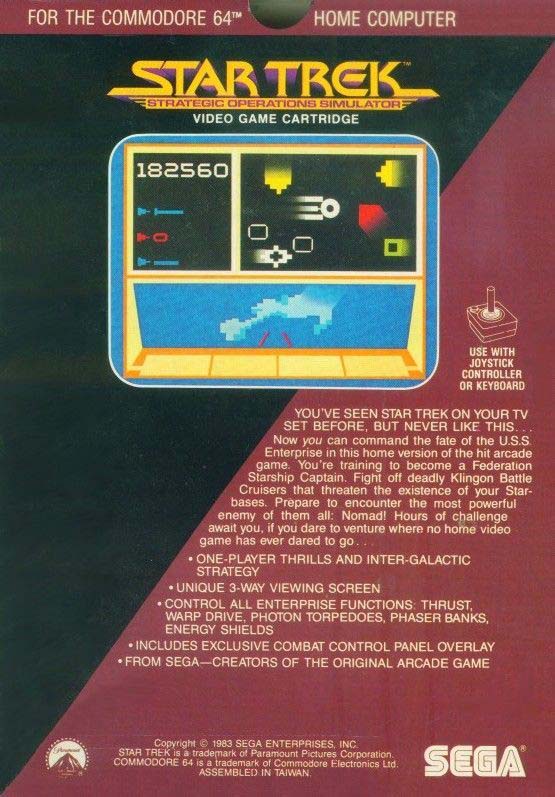 FOR THE COMMODORE 64™ HOME COMPUTER
STAR TREK™
STRATEGIC OPERATIONS SIMULATOR
VIDEO GAME CARTRIDGE
182560
USE WITH
JOYSTICK
CONTROLLER
OR KEYBOARD
YOU'VE SEEN STAR TREK ON YOUR TV
SET BEFORE, BUT NEVER LIKE THIS...
Now you can command the fate of the U.S.S.
Enterprise in this home version of the hit arcade
game. You're training to become a Federation
Starship Captain. Fight off deadly Klingon Battle
Cruisers that threaten the existence of your Star-
bases. Prepare to encounter the most powerful
enemy of them all: Nomad! Hours of challenge
await you, if you dare to venture where no home video
game has ever dared to go...
• ONE-PLAYER THRILLS AND INTER-GALACTIC
STRATEGY
• UNIQUE 3-WAY VIEWING SCREEN
• CONTROL ALL ENTERPRISE FUNCTIONS: THRUST,
WARP DRIVE, PHOTON TORPEDOES, PHASER BANKS,
ENERGY SHIELDS
• INCLUDES EXCLUSIVE COMBAT CONTROL PANEL OVERLAY
• FROM SEGA—CREATORS OF THE ORIGINAL ARCADE GAME
Paramount
Copyright © 1983 SEGA ENTERPRISES, INC.
STAR TREK is a trademark of Paramount Pictures Corporation.
COMMODORE 64 is a trademark of Commodore Electronics Ltd.
ASSEMBLED IN TAIWAN.
SEGA®